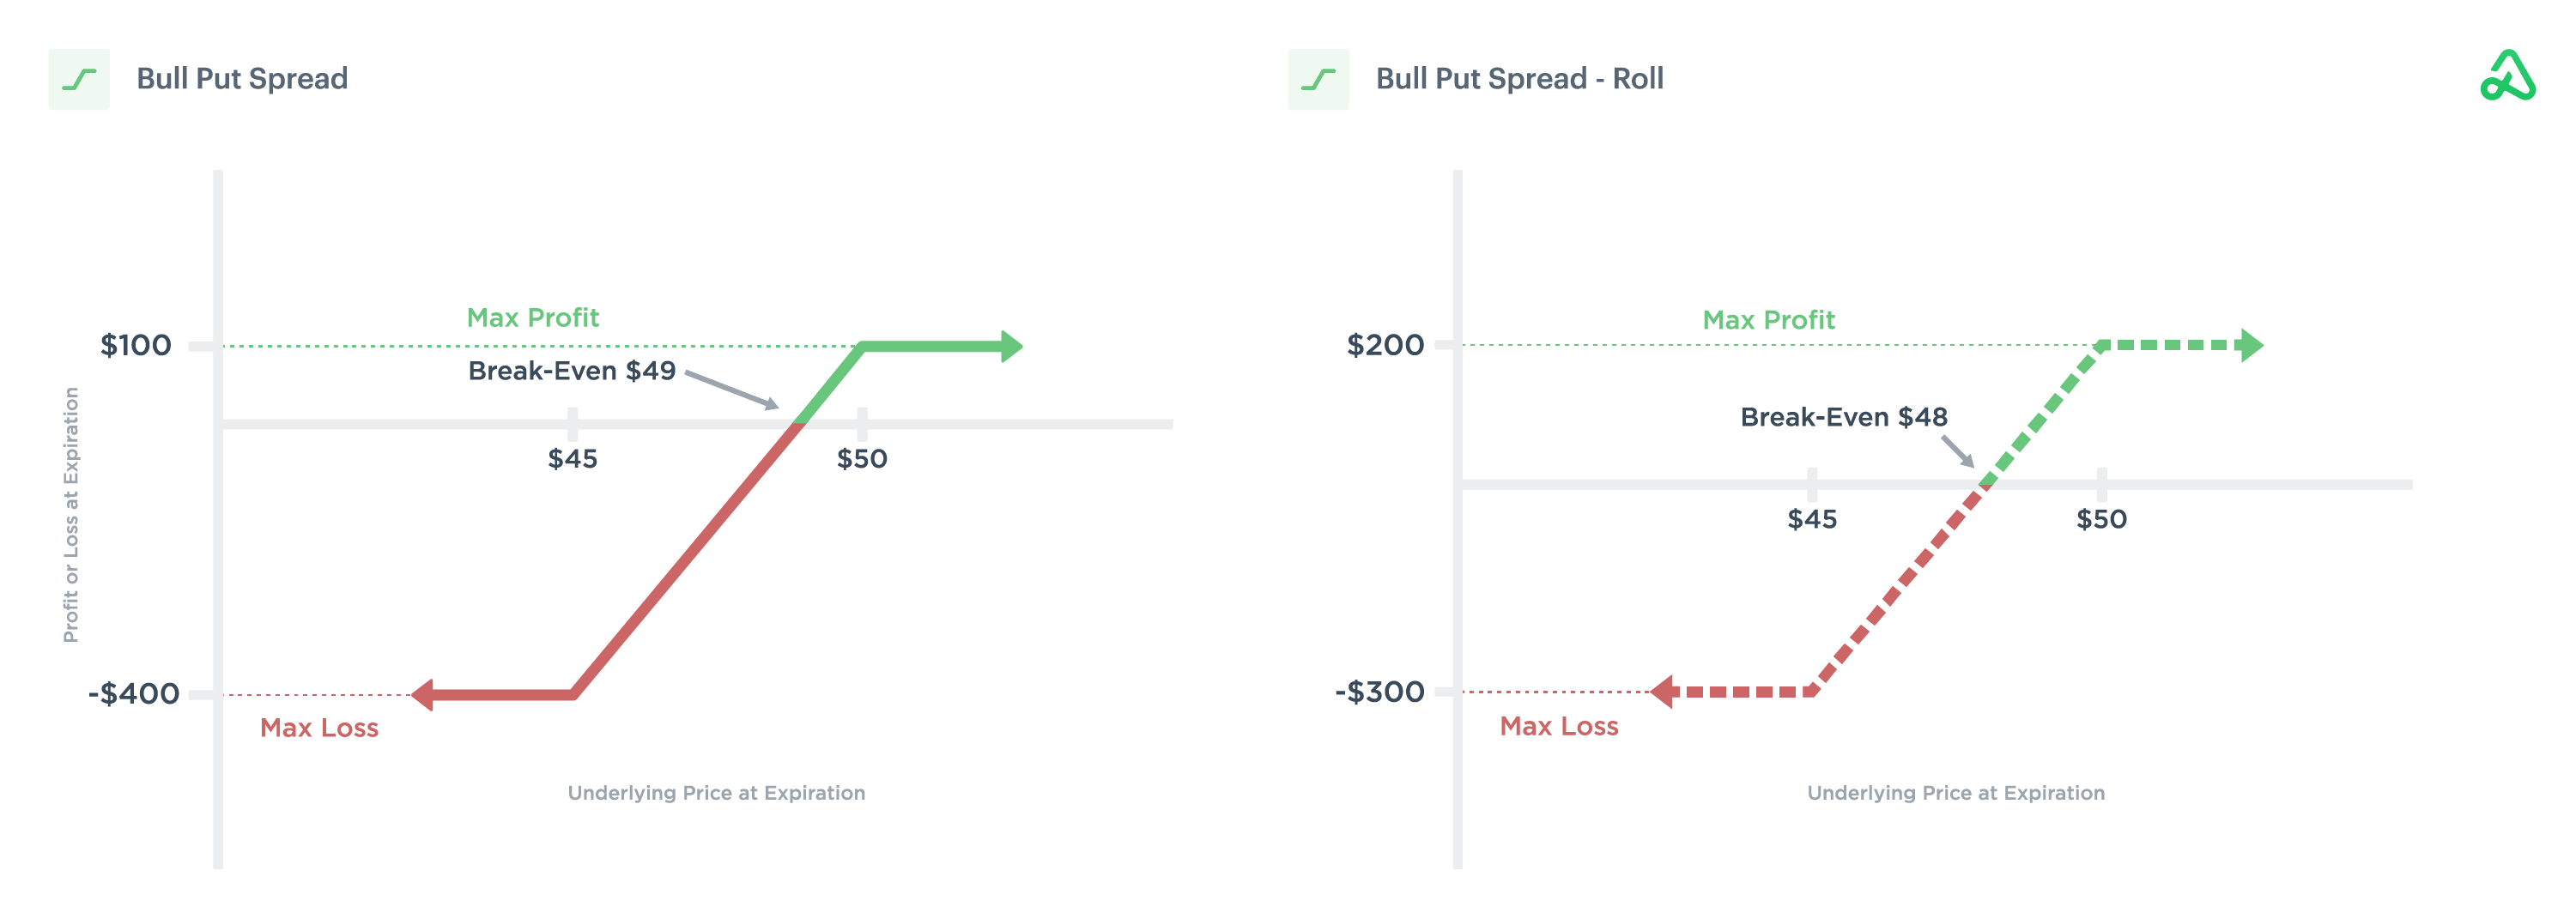 Bull Put Spread
$100
Max Profit
Break-Even $49
$45
$50
Profit or Loss at Expiration
-$400
Max Loss
Underlying Price at Expiration
Bull Put Spread - Roll
$200
Max Profit
Break-Even $48
$45
$50
-$300
Max Loss
Underlying Price at Expiration